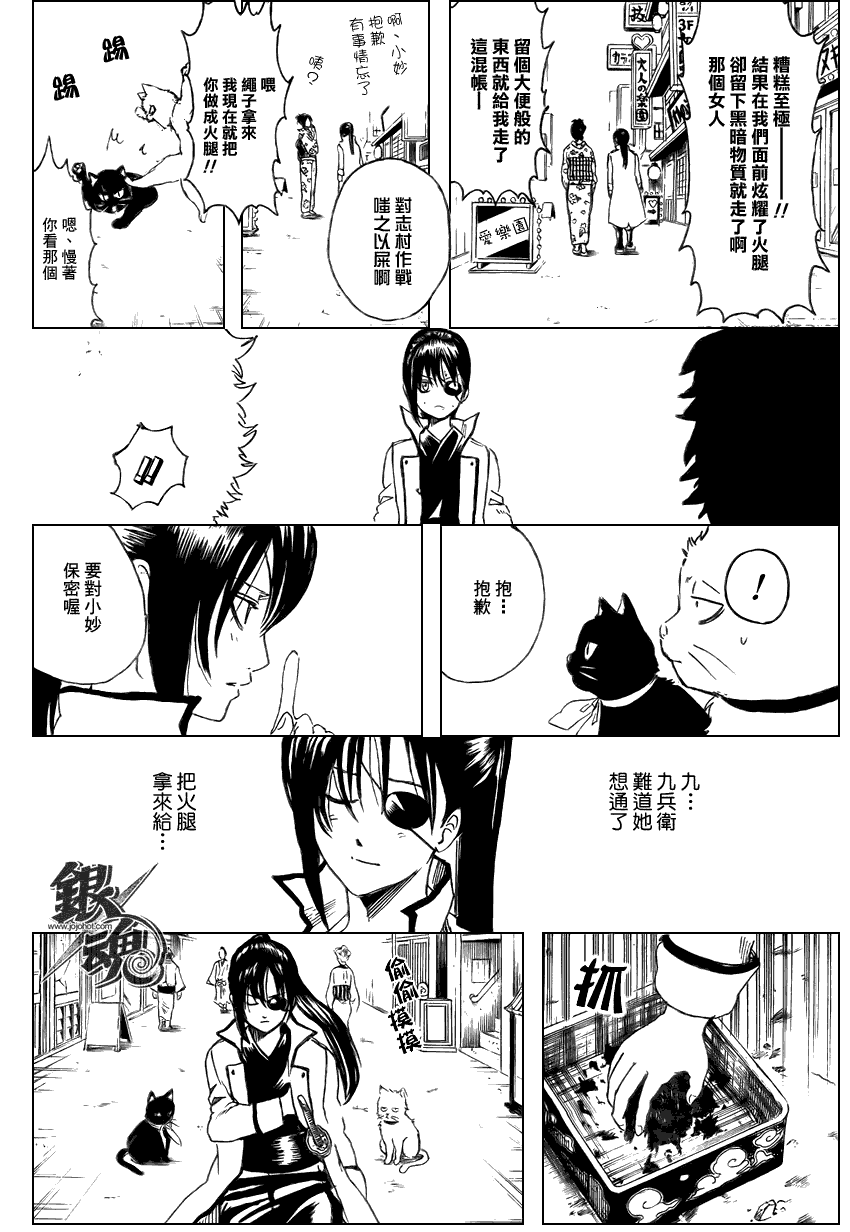 糟糕至極——!!
結果在我們面前炫耀了火腿
卻留下黑暗物質就走了啊
那個女人
留個大便般的
東西就給我走了
這混帳—
3F
大人の楽園
愛樂園
啊、小妙
抱歉
有事情忘了
唔?
對志村作戰
嗤之以屎啊
喂
繩子拿來
我現在就把
你做成火腿!!
踢
踢
嗯、慢著
你看那個
!!
!
抱…
抱歉
要對小妙
保密喔
九…
九兵衛
難道她
想通了
把火腿
拿來給…
銀魂
www.jojohot.com
抓
偷偷摸摸